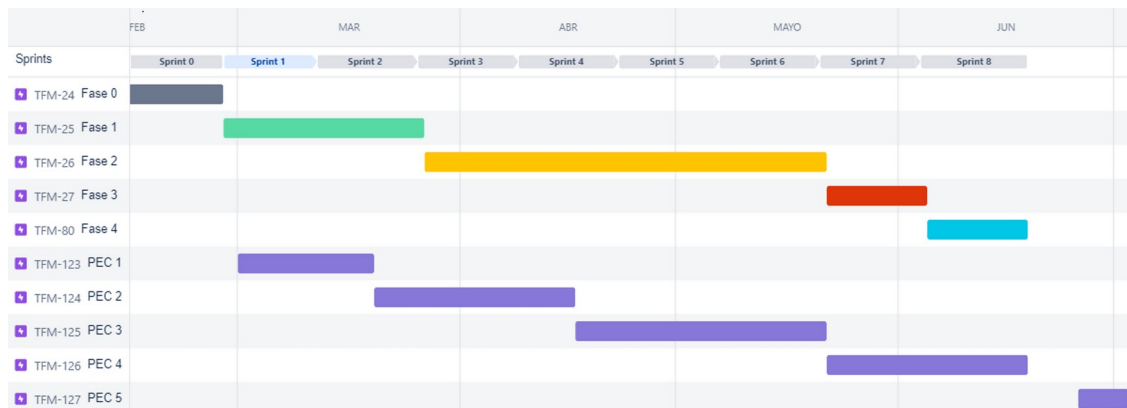 FEB MAR ABR MAYO JUN
Sprints Sprint 0 Sprint 1 Sprint 2 Sprint 3 Sprint 4 Sprint 5 Sprint 6 Sprint 7 Sprint 8
TFM-24 Fase 0
TFM-25 Fase 1
TFM-26 Fase 2
TFM-27 Fase 3
TFM-80 Fase 4
TFM-123 PEC 1
TFM-124 PEC 2
TFM-125 PEC 3
TFM-126 PEC 4
TFM-127 PEC 5